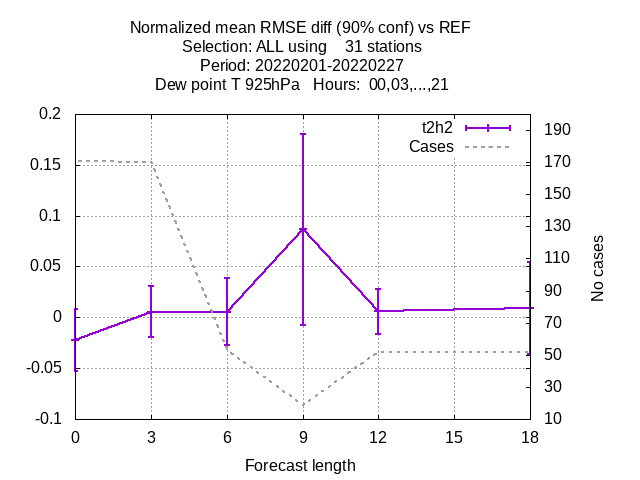 Normalized mean RMSE diff (90% conf) vs REF
Selection: ALL using    31 stations
Period: 20220201-20220227
Dew point T 925hPa   Hours:  00,03,...,21
t2h2
Cases
0.2
0.15
0.1
0.05
0
-0.05
-0.1
190
170
150
130
110
90
70
50
30
10
No cases
0 3 6 9 12 15 18
Forecast length